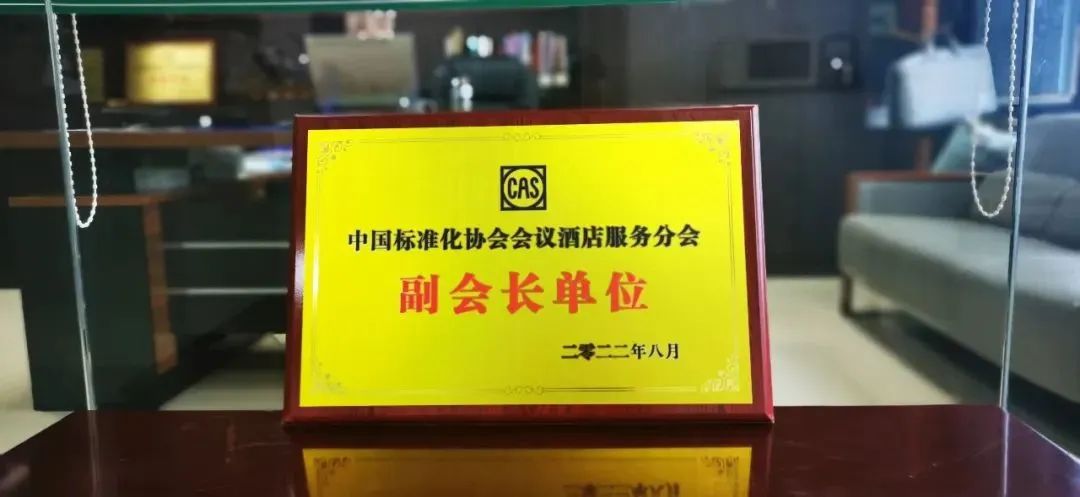 CAS
中国标准化协会会议酒店服务分会
副会长单位
二零二二年八月